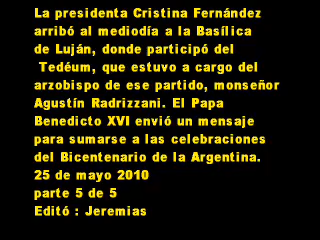 La presidenta Cristina Fernández
arribó al mediodía a la Basílica
de Luján, donde participó del
Tedéum, que estuvo a cargo del
arzobispo de ese partido, monseñor
Agustín Radrizzani. El Papa
Benedicto XVI envió un mensaje
para sumarse a las celebraciones
del Bicentenario de la Argentina.
25 de mayo 2010
parte 5 de 5
Editó : Jeremias